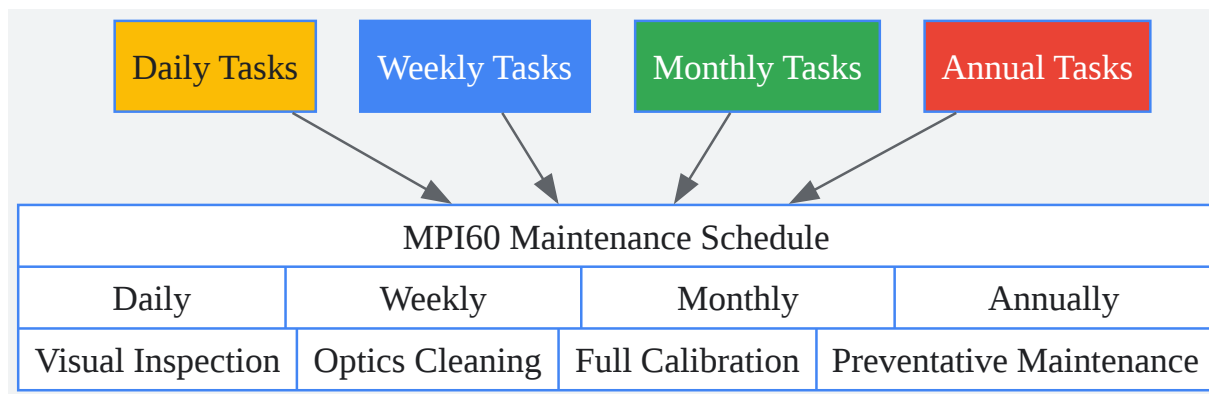 Daily Tasks
Weekly Tasks
Monthly Tasks
Annual Tasks
MPI60 Maintenance Schedule
Daily
Weekly
Monthly
Annually
Visual Inspection
Optics Cleaning
Full Calibration
Preventative Maintenance